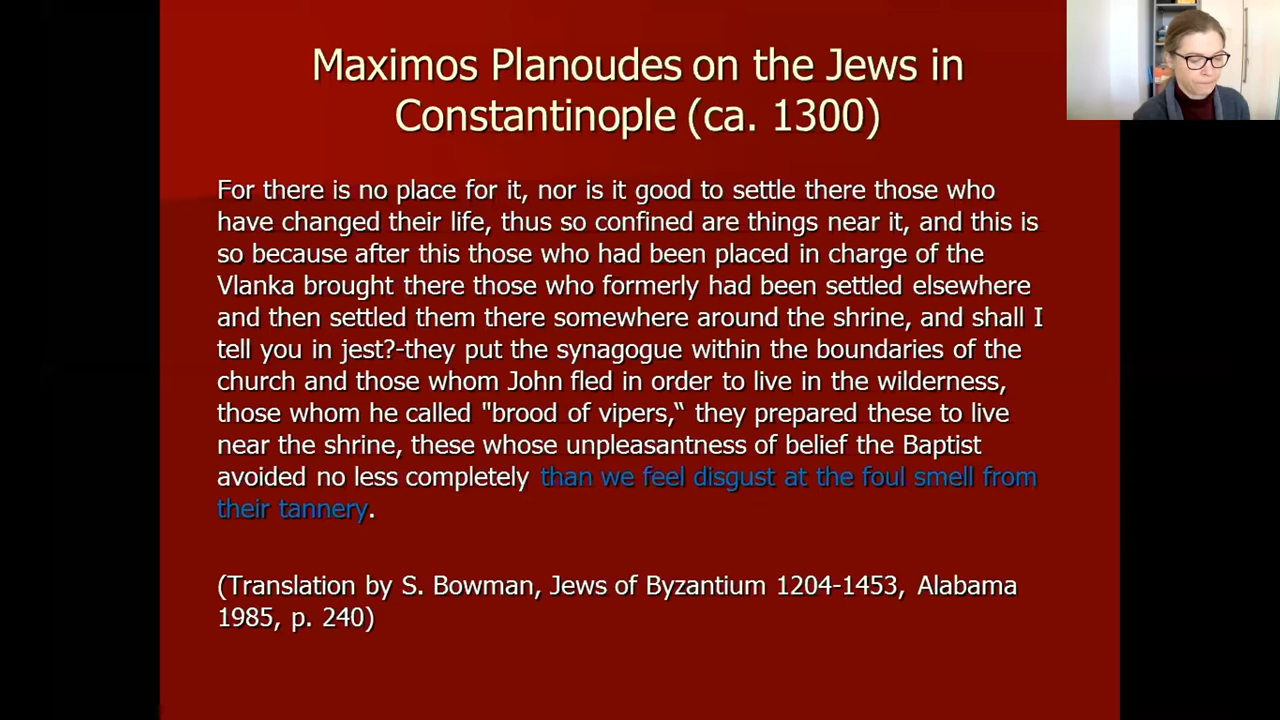 Maximos Planoudes on the Jews in
Constantinople (ca. 1300)
For there is no place for it, nor is it good to settle there those who
have changed their life, thus so confined are things near it, and this is
so because after this those who had been placed in charge of the
Vlanka brought there those who formerly had been settled elsewhere
and then settled them there somewhere around the shrine, and shall I
tell you in jest?-they put the synagogue within the boundaries of the
church and those whom John fled in order to live in the wilderness,
those whom he called "brood of vipers,“ they prepared these to live
near the shrine, these whose unpleasantness of belief the Baptist
avoided no less completely than we feel disgust at the foul smell from
their tannery.
(Translation by S. Bowman, Jews of Byzantium 1204-1453, Alabama
1985, p. 240)